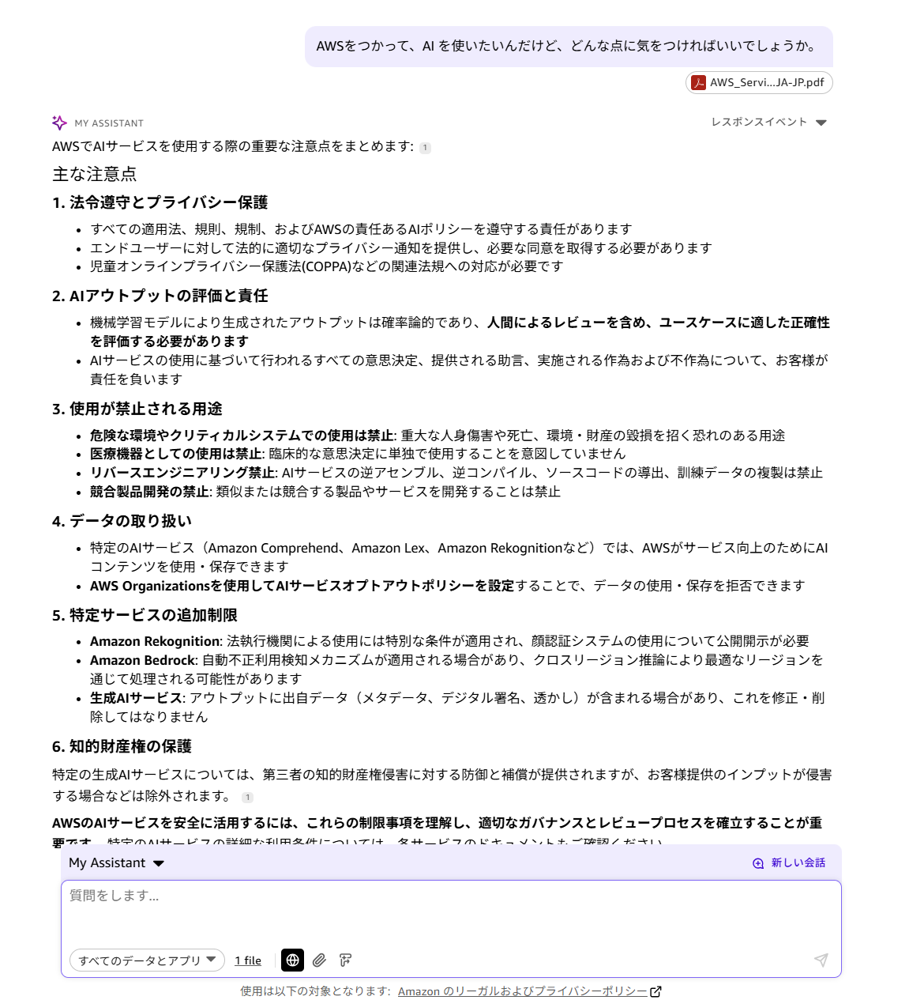 AWSをつかって、AI を使いたいんだけど、どんな点に気をつければいいでしょうか。
AWS_Servi...JA-JP.pdf
MY ASSISTANT
レスポンスイベント
AWSでAIサービスを使用する際の重要な注意点をまとめます: 1
主な注意点
1. 法令遵守とプライバシー保護
• すべての適用法、規則、規制、およびAWSの責任あるAIポリシーを遵守する責任があります
• エンドユーザーに対して法的に適切なプライバシー通知を提供し、必要な同意を取得する必要があります
• 児童オンラインプライバシー保護法(COPPA)などの関連法規への対応が必要です
2. AIアウトプットの評価と責任
• 機械学習モデルにより生成されたアウトプットは確率論的であり、人間によるレビューを含め、ユースケースに適した正確性
を評価する必要があります
• AIサービスの使用に基づいて行われるすべての意思決定、提供される助言、実施される作為および不作為について、お客様が
責任を負います
3. 使用が禁止される用途
• 危険な環境やクリティカルシステムでの使用は禁止: 重大な人身傷害や死亡、環境・財産の毀損を招く恐れのある用途
• 医療機器としての使用は禁止: 臨床的な意思決定に単独で使用することを意図していません
• リバースエンジニアリング禁止: AIサービスの逆アセンブル、逆コンパイル、ソースコードの導出、訓練データの複製は禁止
• 競合製品開発の禁止: 類似または競合する製品やサービスを開発することは禁止
4. データの取り扱い
• 特定のAIサービス（Amazon Comprehend、Amazon Lex、Amazon Rekognitionなど）では、AWSがサービス向上のためにAI
コンテンツを使用・保存できます
• AWS Organizationsを使用してAIサービスオプトアウトポリシーを設定することで、データの使用・保存を拒否できます
5. 特定サービスの追加制限
• Amazon Rekognition: 法執行機関による使用には特別な条件が適用され、顔認証システムの使用について公開開示が必要
• Amazon Bedrock: 自動不正利用検知メカニズムが適用される場合があり、クロスリージョン推論により最適なリージョンを
通じて処理される可能性があります
• 生成AIサービス: アウトプットに出自データ（メタデータ、デジタル署名、透かし）が含まれる場合があり、これを修正・削
除してはなりません
6. 知的財産権の保護
特定の生成AIサービスについては、第三者の知的財産権侵害に対する防御と補償が提供されますが、お客様提供のインプットが侵害
する場合などは除外されます。 1
AWSのAIサービスを安全に活用するには、これらの制限事項を理解し、適切なガバナンスとレビュープロセスを確立することが重
要です。 特定のAIサービスの詳細な利用条件については、各サービスのドキュメントもご確認ください
My Assistant
新しい会話
質問をします...
すべてのデータとアプリ
1 file
使用は以下の対象となります: Amazon のリーガルおよびプライバシーポリシー